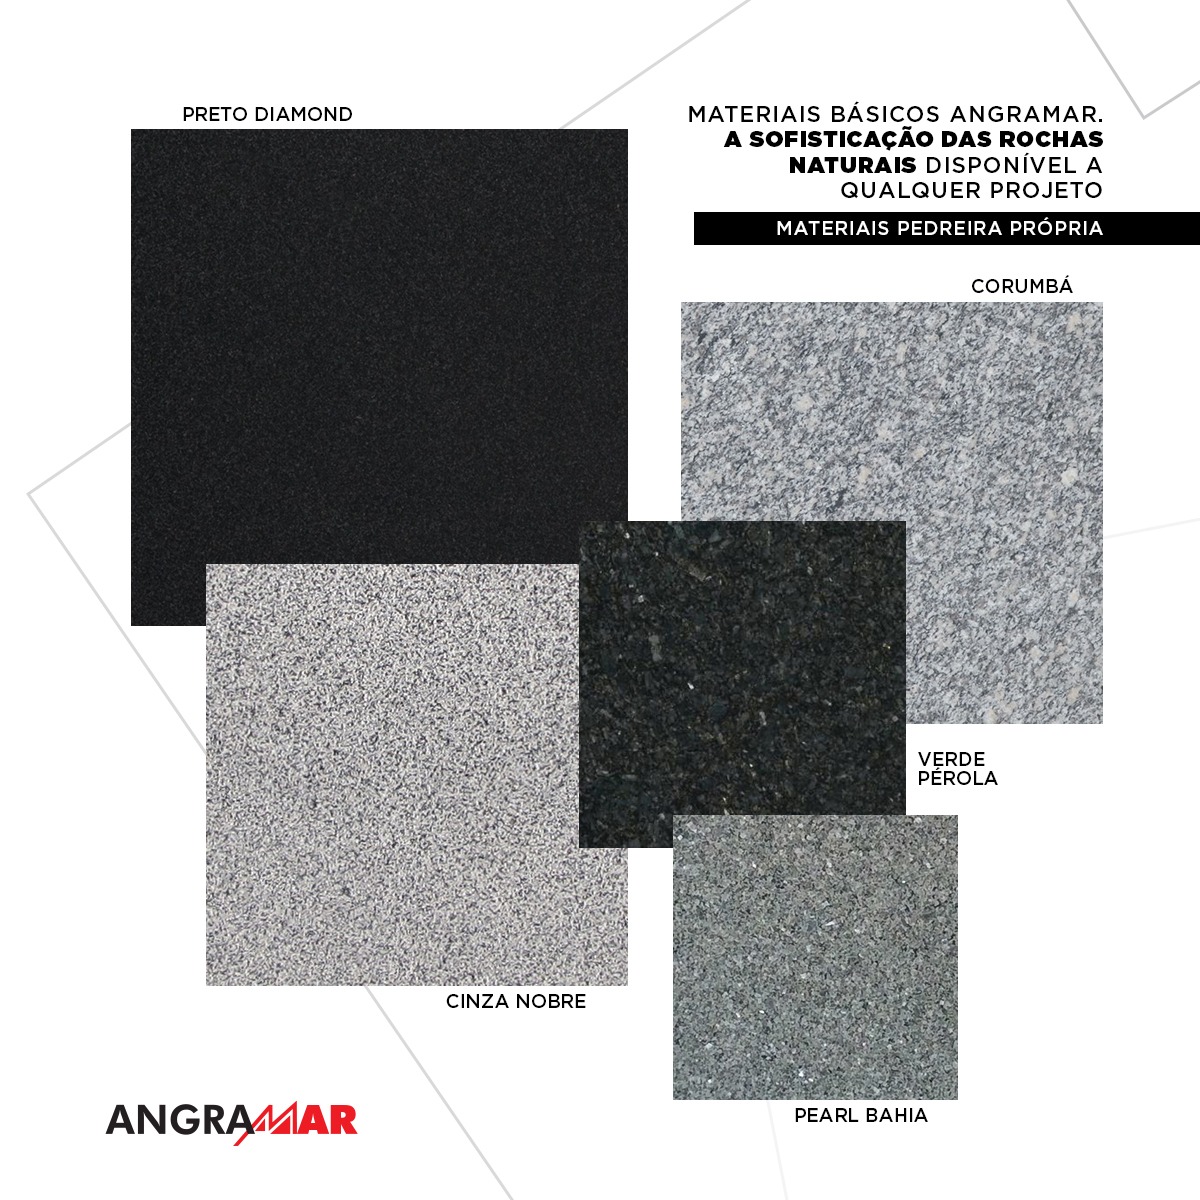 PRETO DIAMOND
MATERIAIS BÁSICOS ANGRAMAR.
A SOFISTICAÇÃO DAS ROCHAS
NATURAIS DISPONÍVEL A
QUALQUER PROJETO
MATERIAIS PEDREIRA PRÓPRIA
CORUMBÁ
VERDE
PÉROLA
CINZA NOBRE
PEARL BAHIA
ANGRAMAR